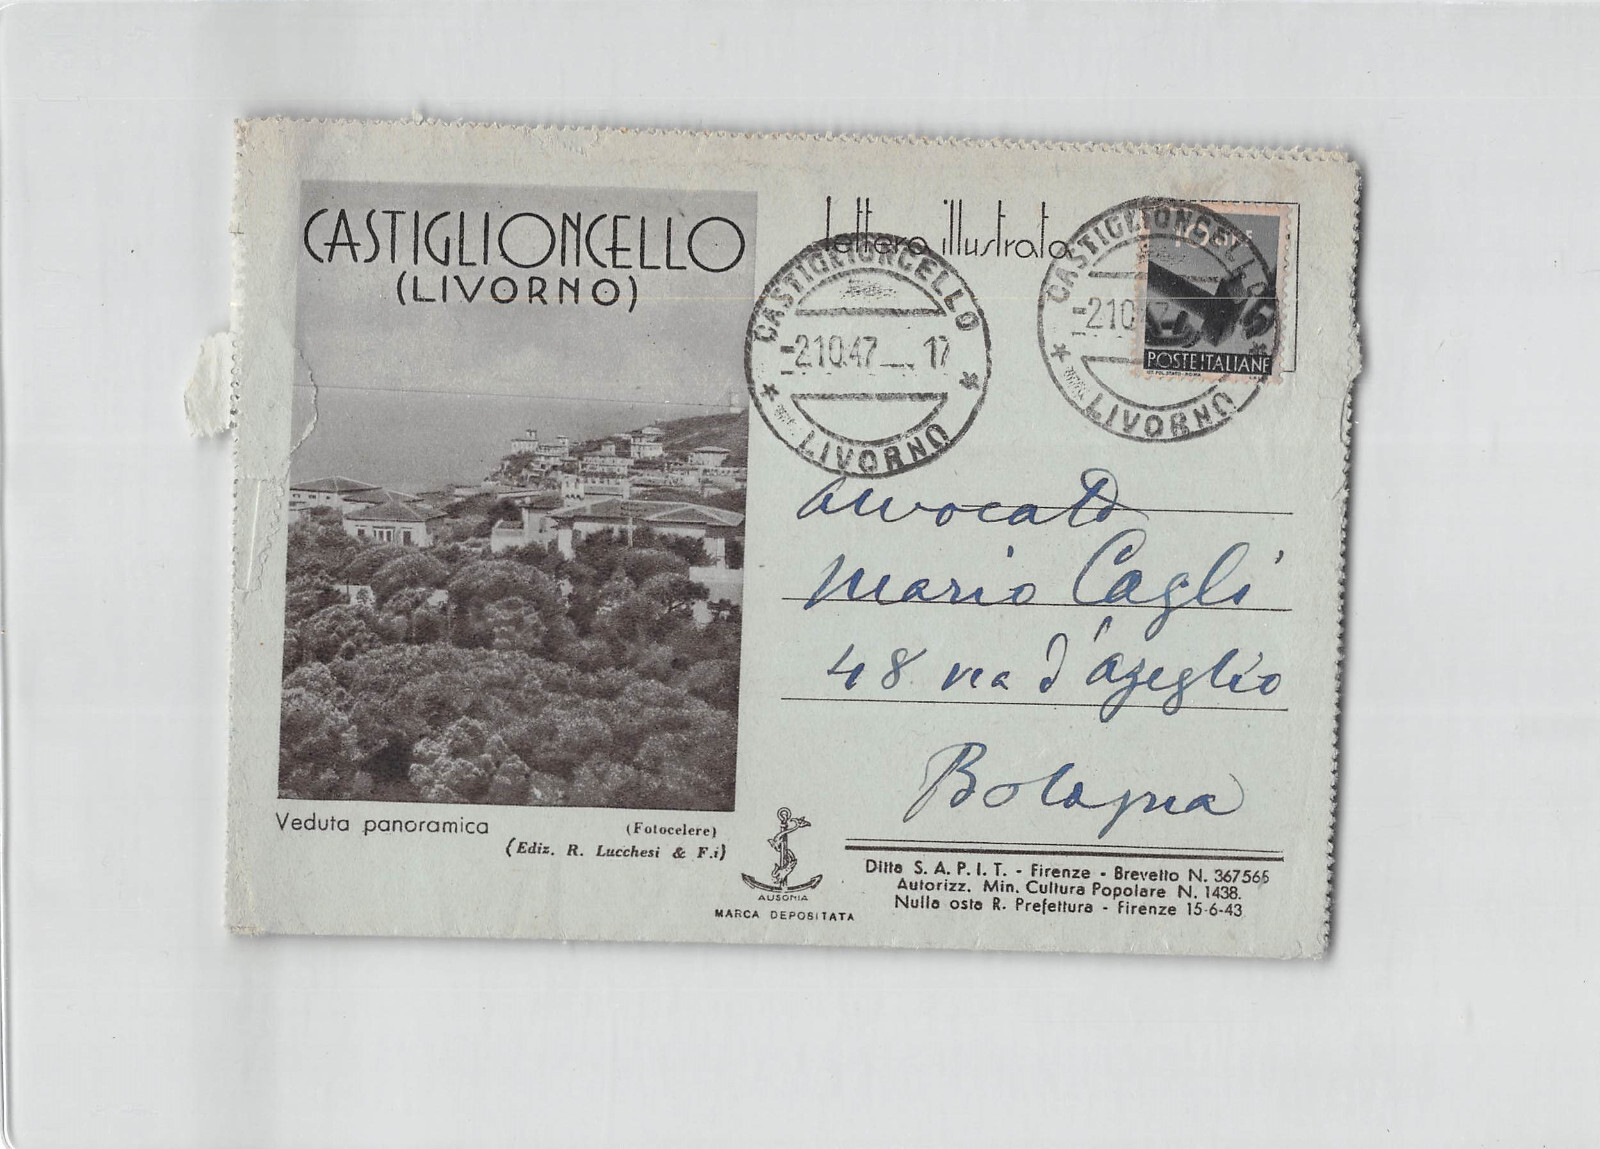 CASTIGLIONCELLO
(LIVORNO)
lettera illustrata
CASTIGLIONCELLO
-2.10.47 17
LIVORNO
CASTIGLIONCELLO
-2.10.47
LIVORNO
POSTE ITALIANE
avvocato
Mario Cagli
48 via d'Azeglio
Bologna
Veduta panoramica
(Fotocelere)
(Ediz. R. Lucchesi & F.i)
AUSONIA
MARCA DEPOSITATA
Ditta S. A. P. I. T. - Firenze - Brevetto N. 367566
Autorizz. Min. Cultura Popolare N. 1438.
Nulla osta R. Prefettura - Firenze 15-6-43